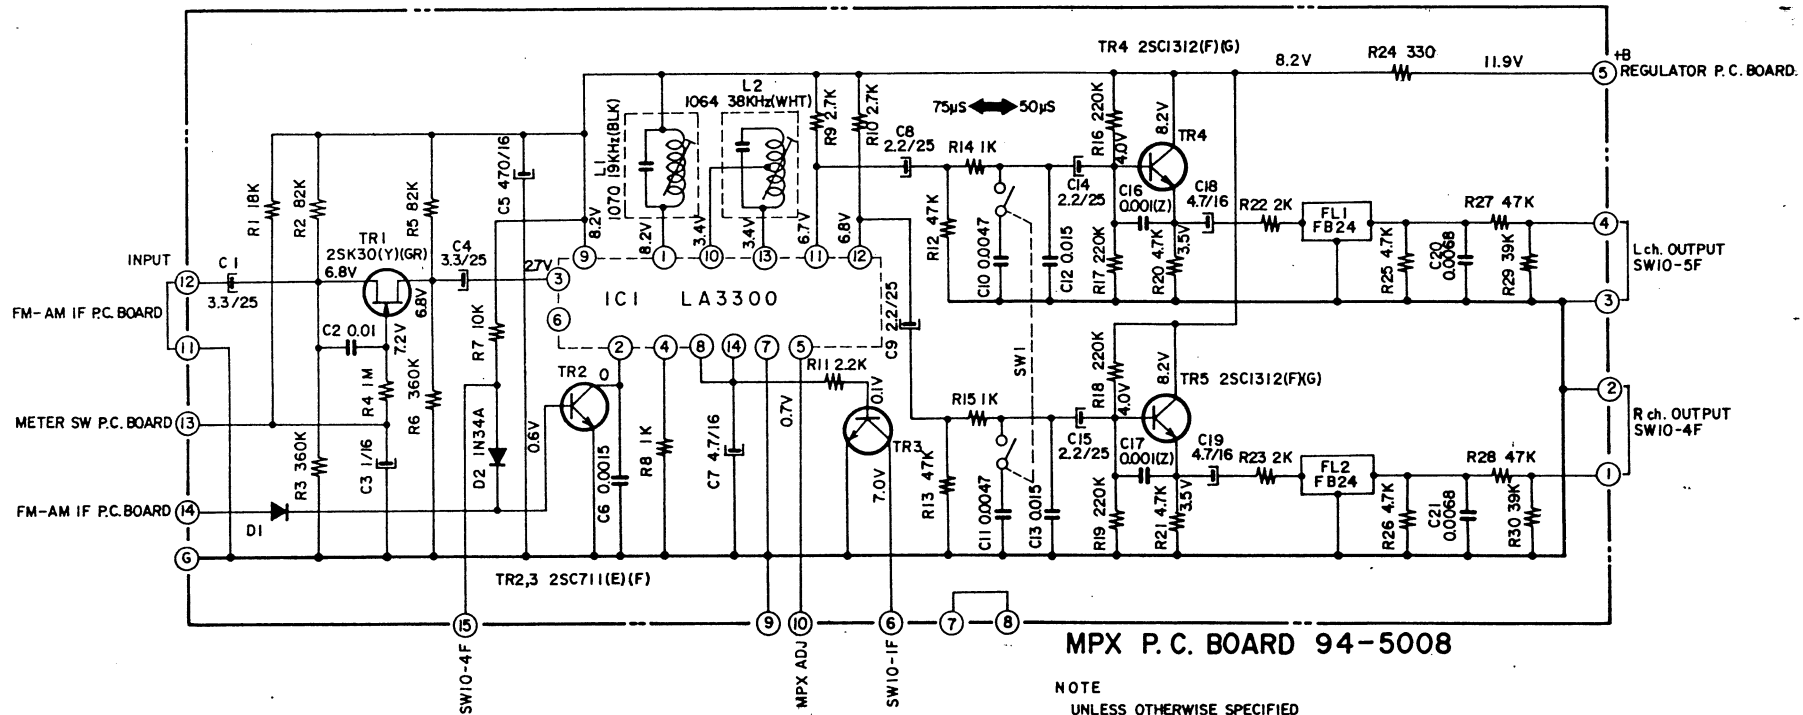 TR4 2SC1312(F)(G)
R24 330
8.2V
11.9V
+B
5
REGULATOR P.C. BOARD.
L2
1064 38KHz(WHT)
L1
1070 19KHz(BLK)
R9 2.7K
R10 2.7K
75µS
50µS
C8
2.2/25
R14 1K
R16 220K
4.0V
8.2V
TR4
C14
2.2/25
C16
0.001(Z)
C18
4.7/16
R22 2K
FL1
FB24
R27 47K
4
L ch. OUTPUT
SW10-5F
3
R1 18K
R2 82K
R5 82K
C5 470/16
8.2V
8.2V
3.4V
3.4V
6.7V
6.8V
R12 47K
C10 0.0047
C12 0.015
R17 220K
R20 4.7K
3.5V
R25 4.7K
C20
0.0068
R29 39K
TR1
2SK30(Y)(GR)
6.8V
C4
3.3/25
2.7V
INPUT
12
C1
3.3/25
6.8V
9
1
10
13
11
12
3
6
IC1 LA3300
2
4
8
14
7
5
FM-AM IF P.C. BOARD
11
C2 0.01
7.2V
R7 10K
C9 2.2/25
SW1
R4 1M
R6 360K
TR2
0
R11 2.2K
0.1V
0.7V
TR3
R15 1K
R18 220K
4.0V
8.2V
TR5 2SC1312(F)(G)
2
R ch. OUTPUT
SW10-4F
1
METER SW P.C. BOARD
13
R3 360K
C3 1/16
D2 1N34A
0.6V
C6 0.0015
R8 1K
C7 4.7/16
7.0V
R13 47K
C11 0.0047
C13 0.015
C15
2.2/25
C17
0.001(Z)
C19
4.7/16
R23 2K
FL2
FB24
R28 47K
R19 220K
R21 4.7K
3.5V
R26 4.7K
C21
0.0068
R30 39K
FM-AM IF P.C. BOARD
14
D1
G
TR2,3 2SC711(E)(F)
15
9
10
6
7
8
SW10-4F
MPX ADJ
SW10-1F
MPX P.C. BOARD 94-5008
NOTE
UNLESS OTHERWISE SPECIFIED